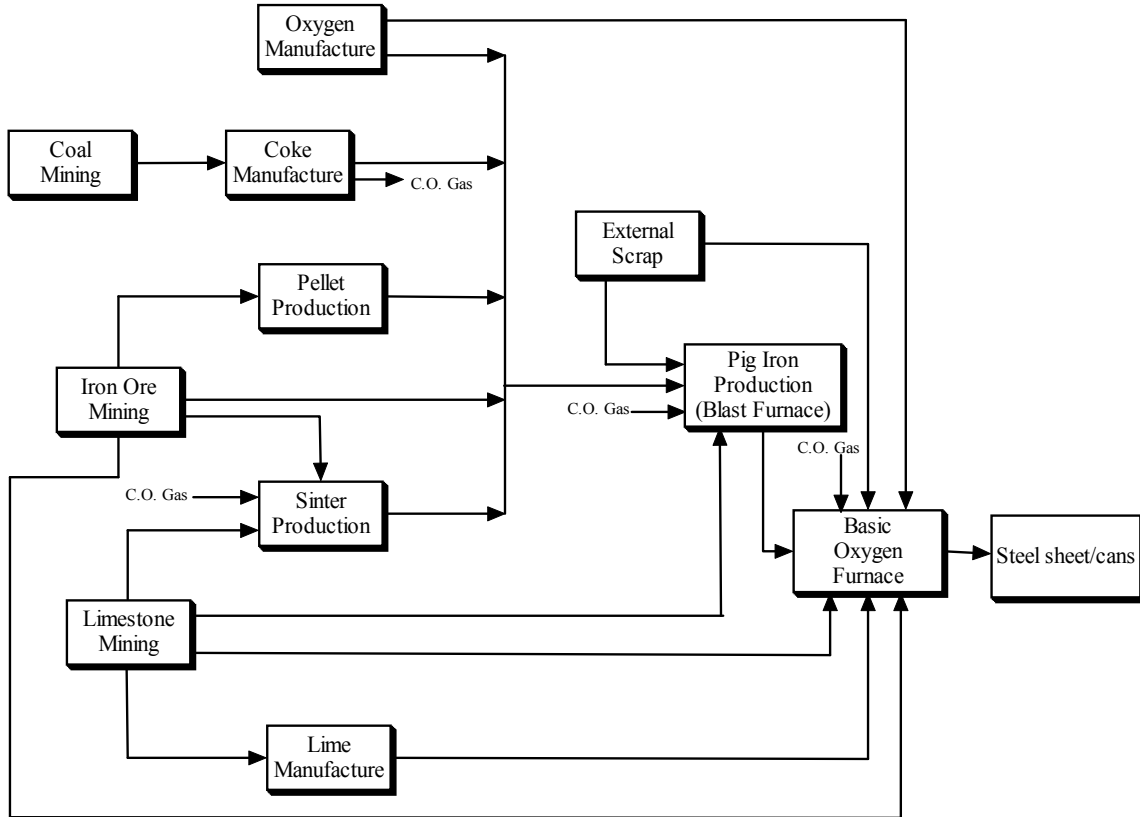 Oxygen
Manufacture
Coal
Mining
Coke
Manufacture
C.O. Gas
External
Scrap
Pellet
Production
Pig Iron
Production
(Blast Furnace)
Iron Ore
Mining
C.O. Gas
C.O. Gas
C.O. Gas
Sinter
Production
Basic
Oxygen
Furnace
Steel sheet/cans
Limestone
Mining
Lime
Manufacture